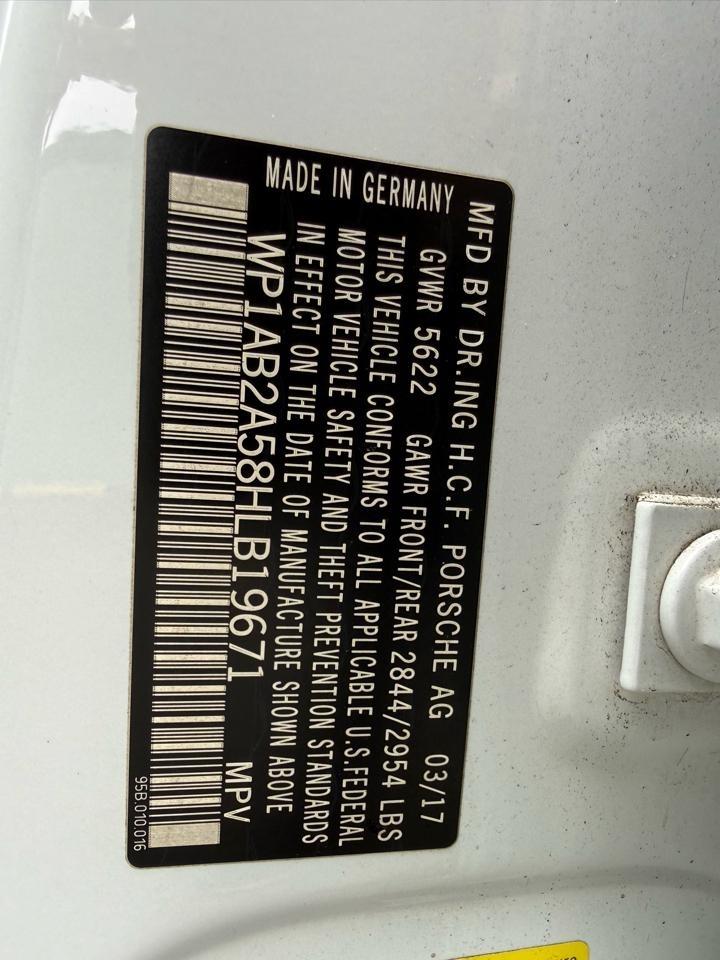 MFD BY DR.ING H.C.F. PORSCHE AG 03/17
MADE IN GERMANY
GVWR 5622 GAWR FRONT/REAR 2844/2954 LBS
THIS VEHICLE CONFORMS TO ALL APPLICABLE U.S.FEDERAL
MOTOR VEHICLE SAFETY AND THEFT PREVENTION STANDARDS
IN EFFECT ON THE DATE OF MANUFACTURE SHOWN ABOVE
WP1AB2A58HLB19671 MPV
95B.010.016